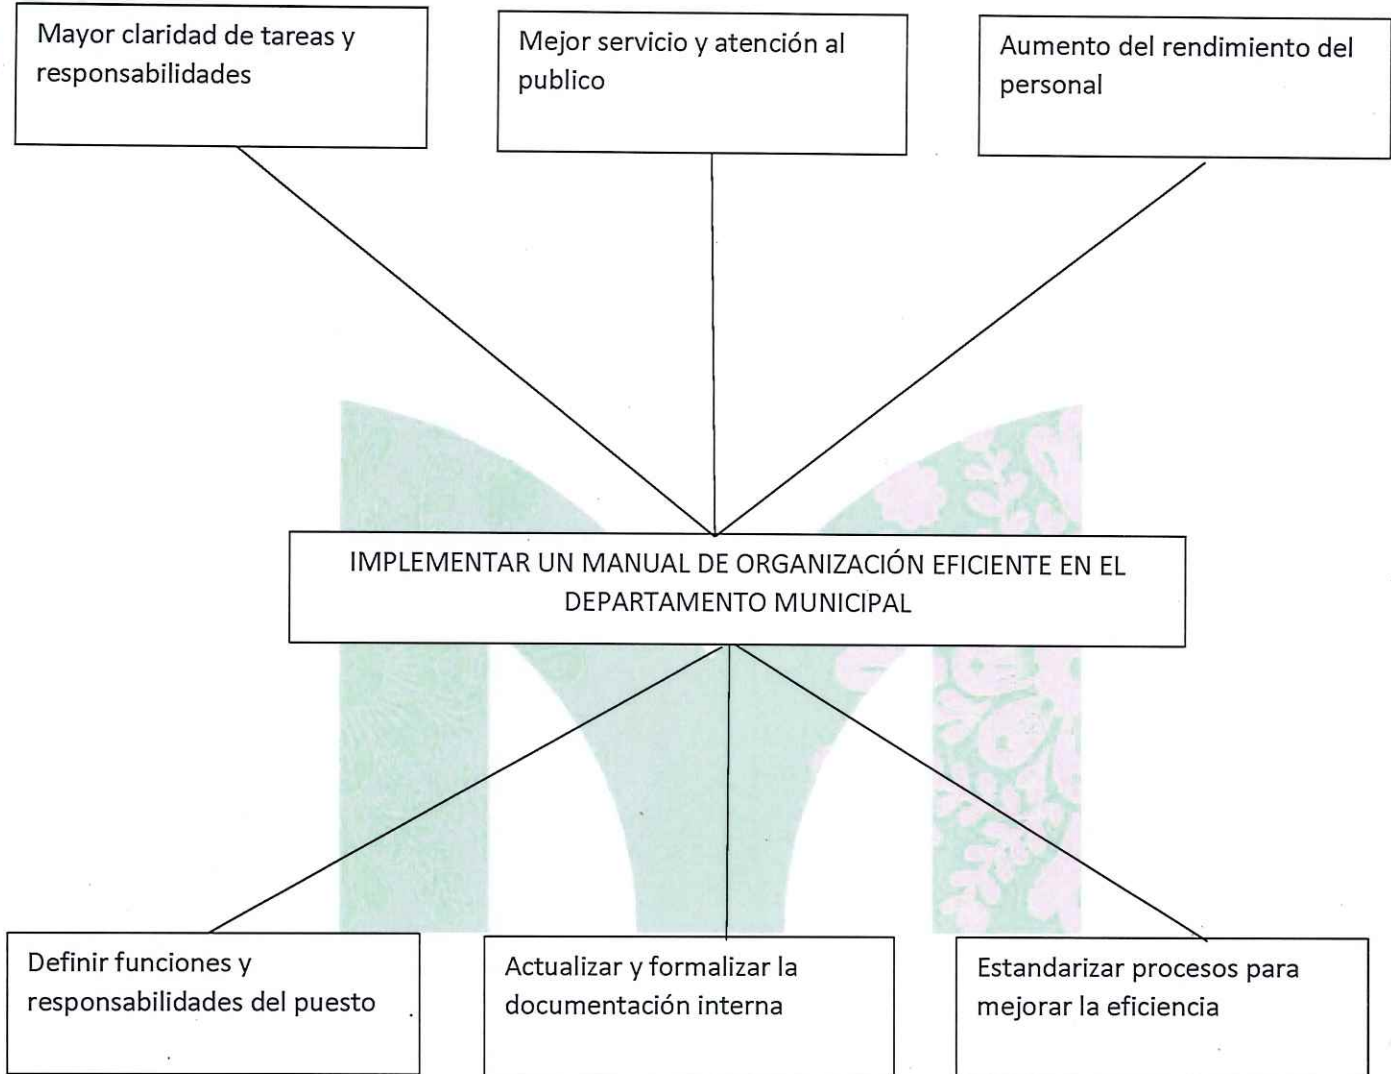 Mayor claridad de tareas y
responsabilidades
Mejor servicio y atención al
publico
Aumento del rendimiento del
personal
IMPLEMENTAR UN MANUAL DE ORGANIZACIÓN EFICIENTE EN EL
DEPARTAMENTO MUNICIPAL
Definir funciones y
responsabilidades del puesto
Actualizar y formalizar la
documentación interna
Estandarizar procesos para
mejorar la eficiencia